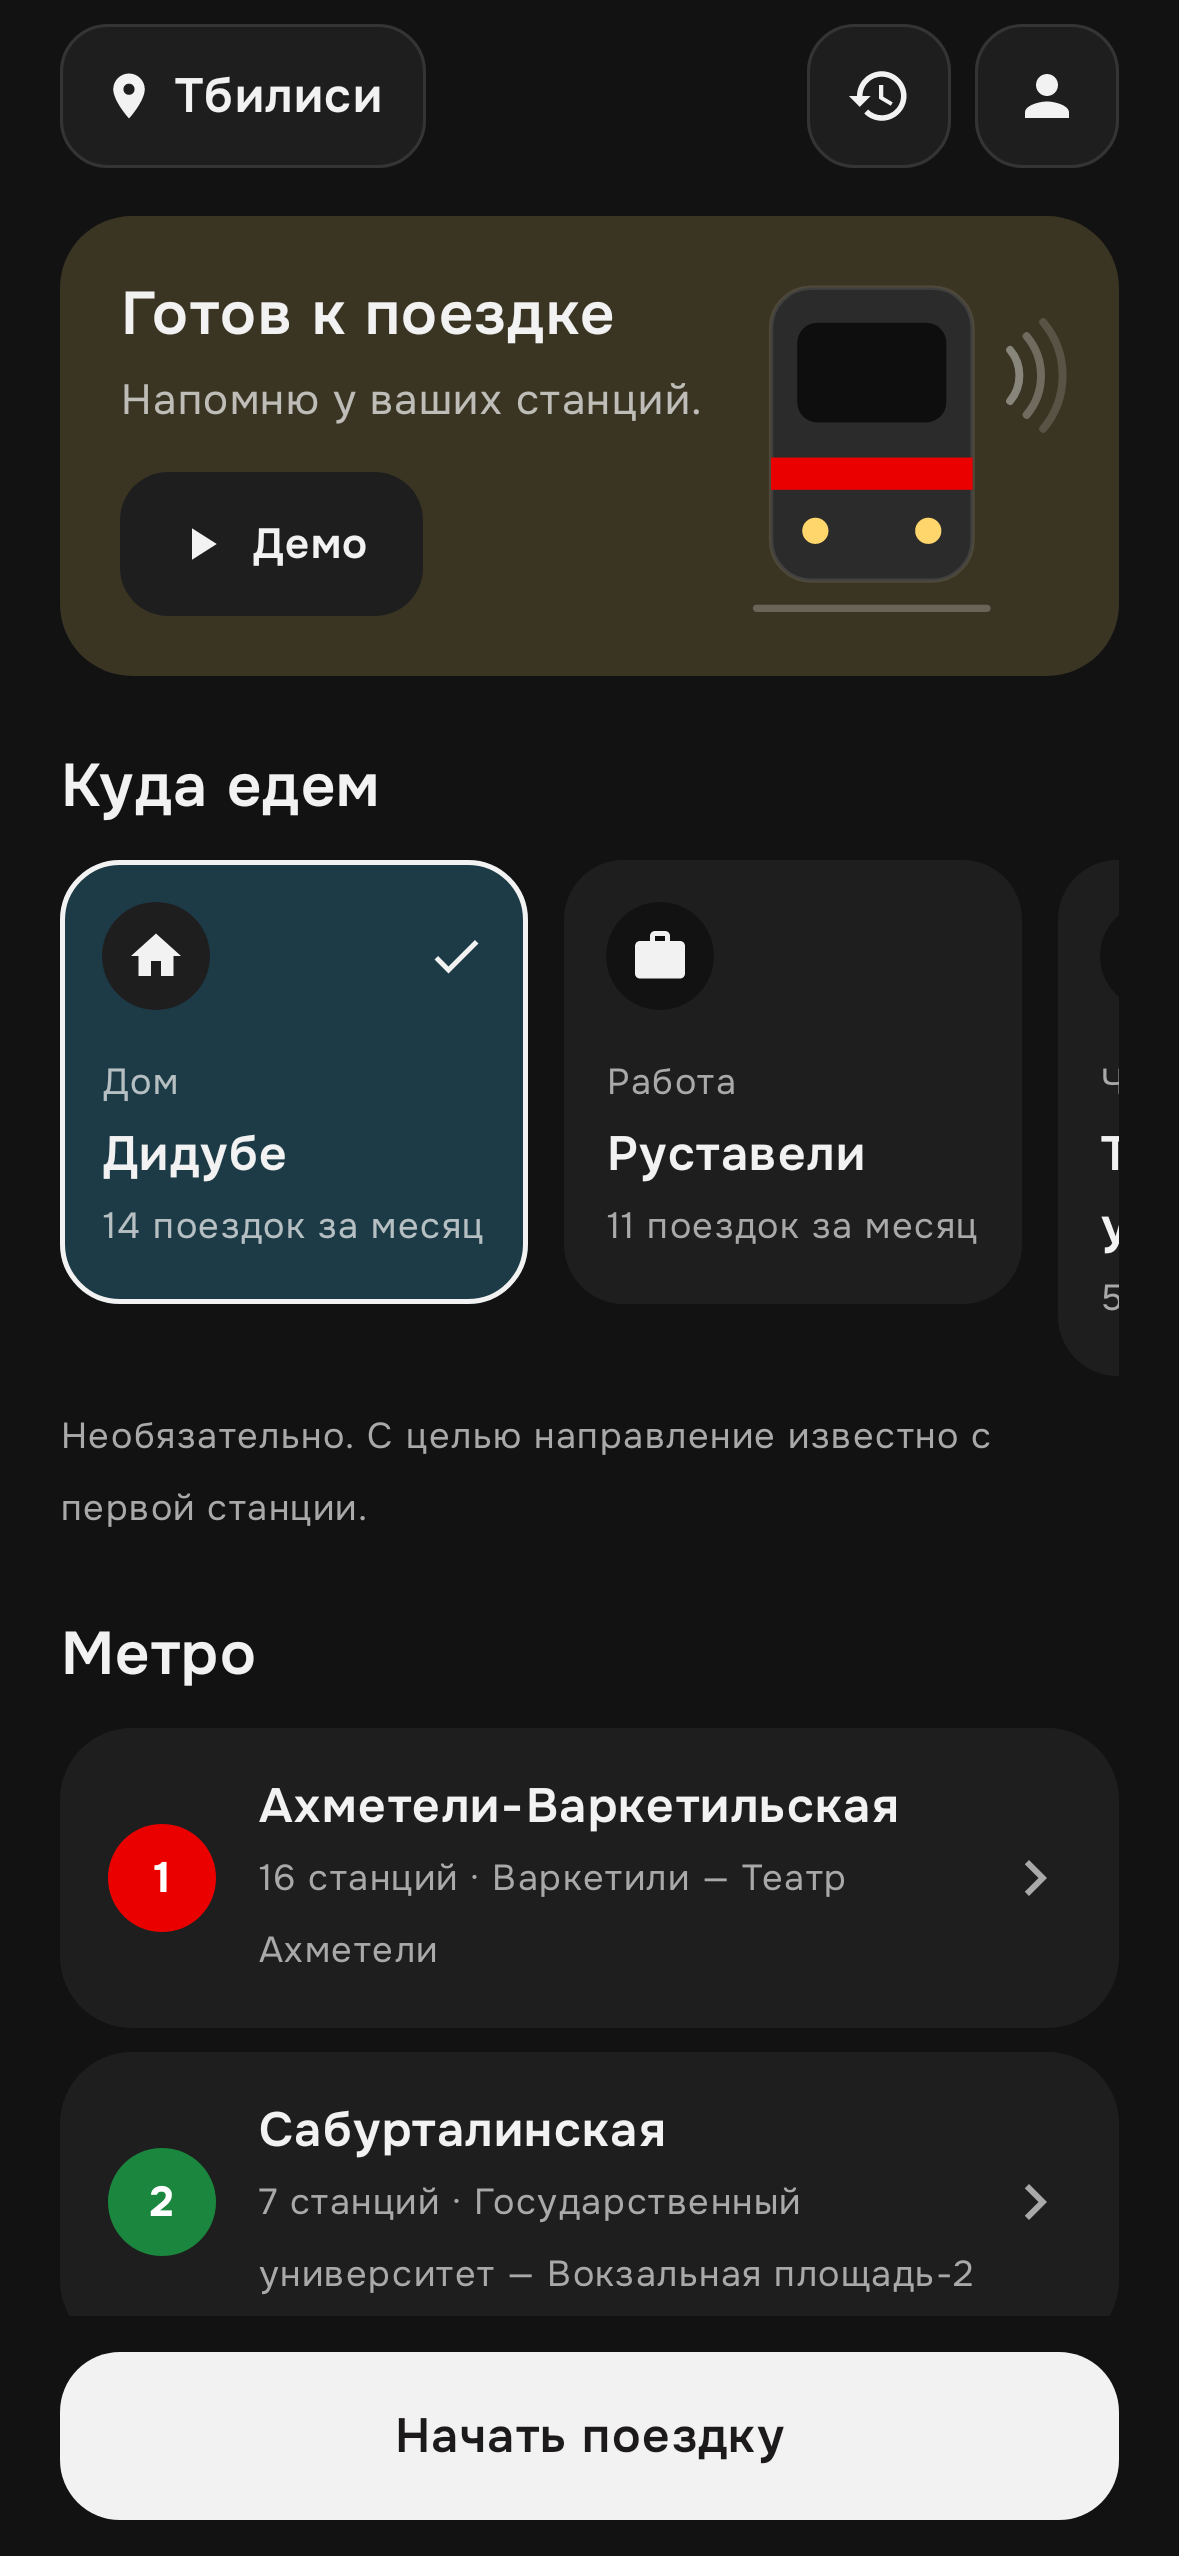 Тбилиси
Готов к поездке
Напомню у ваших станций.
Демо
Куда едем
Дом
Дидубе
14 поездок за месяц
Работа
Руставели
11 поездок за месяц
Необязательно. С целью направление известно с
первой станции.
Метро
1
Ахметели-Варкетильская
16 станций · Варкетили — Театр
Ахметели
2
Сабурталинская
7 станций · Государственный
университет — Вокзальная площадь-2
Начать поездку